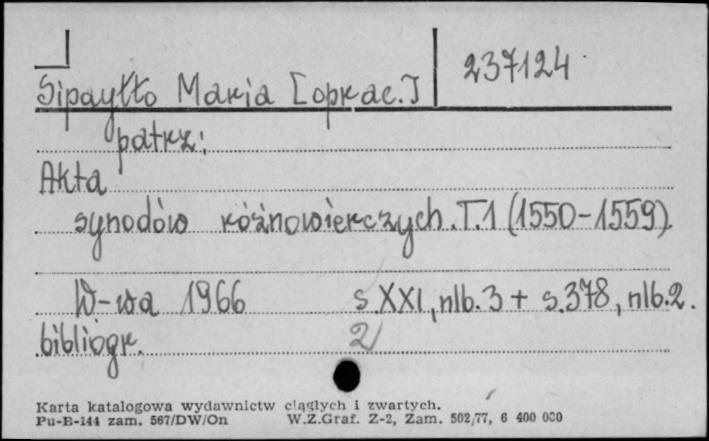 Sipayłło Maria [oprac.] 237124
patrz:
Akta
synodów różnowierczych. T.1 (1550-1559).
W-wa 1966 s. XXI, nlb. 3 + s. 378, nlb. 2.
bibliogr. 2
Karta katalogowa wydawnictw ciągłych i zwartych.
Pu-B-144 zam. 567/DW/On W.Z.Graf. Z-2, Zam. 502/77, 6 400 000